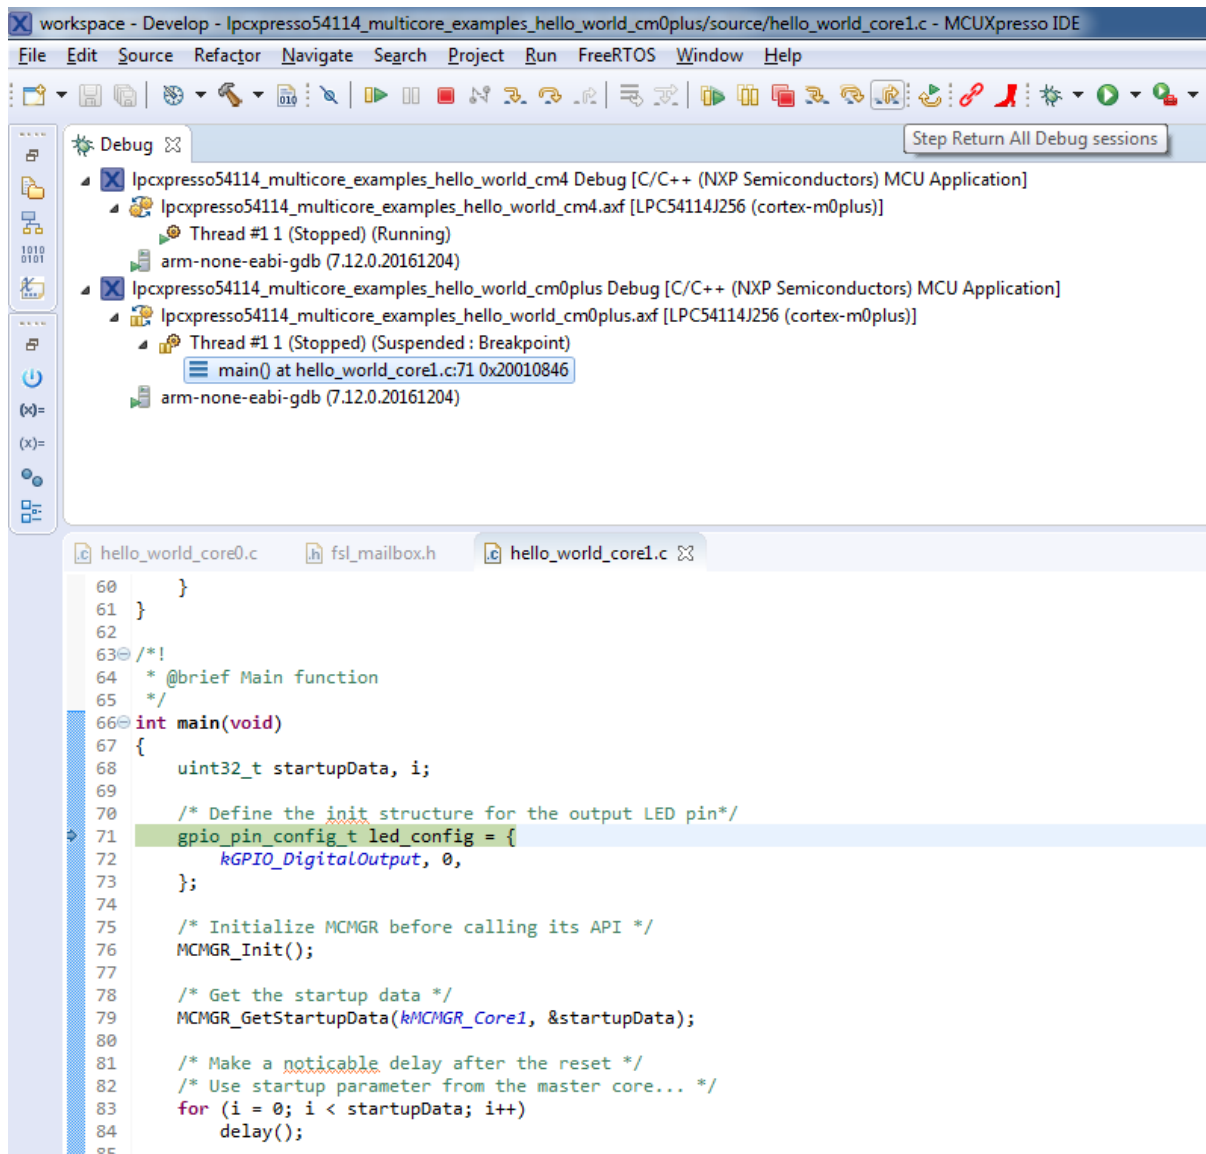 workspace - Develop - lpcxpresso54114_multicore_examples_hello_world_cm0plus/source/hello_world_core1.c - MCUXpresso IDE
File Edit Source Refactor Navigate Search Project Run FreeRTOS Window Help
010
Step Return All Debug sessions
Debug
lpcxpresso54114_multicore_examples_hello_world_cm4 Debug [C/C++ (NXP Semiconductors) MCU Application]
lpcxpresso54114_multicore_examples_hello_world_cm4.axf [LPC54114J256 (cortex-m0plus)]
Thread #1 1 (Stopped) (Running)
1010
0101
arm-none-eabi-gdb (7.12.0.20161204)
lpcxpresso54114_multicore_examples_hello_world_cm0plus Debug [C/C++ (NXP Semiconductors) MCU Application]
lpcxpresso54114_multicore_examples_hello_world_cm0plus.axf [LPC54114J256 (cortex-m0plus)]
Thread #1 1 (Stopped) (Suspended : Breakpoint)
main() at hello_world_core1.c:71 0x20010846
arm-none-eabi-gdb (7.12.0.20161204)
(x)=
(x)=
hello_world_core0.c fsl_mailbox.h hello_world_core1.c
60 }
61 }
62
63 /*!
64 * @brief Main function
65 */
66 int main(void)
67 {
68 uint32_t startupData, i;
69
70 /* Define the init structure for the output LED pin*/
71 gpio_pin_config_t led_config = {
72 kGPIO_DigitalOutput, 0,
73 };
74
75 /* Initialize MCMGR before calling its API */
76 MCMGR_Init();
77
78 /* Get the startup data */
79 MCMGR_GetStartupData(kMCMGR_Core1, &startupData);
80
81 /* Make a noticable delay after the reset */
82 /* Use startup parameter from the master core... */
83 for (i = 0; i < startupData; i++)
84 delay();
85